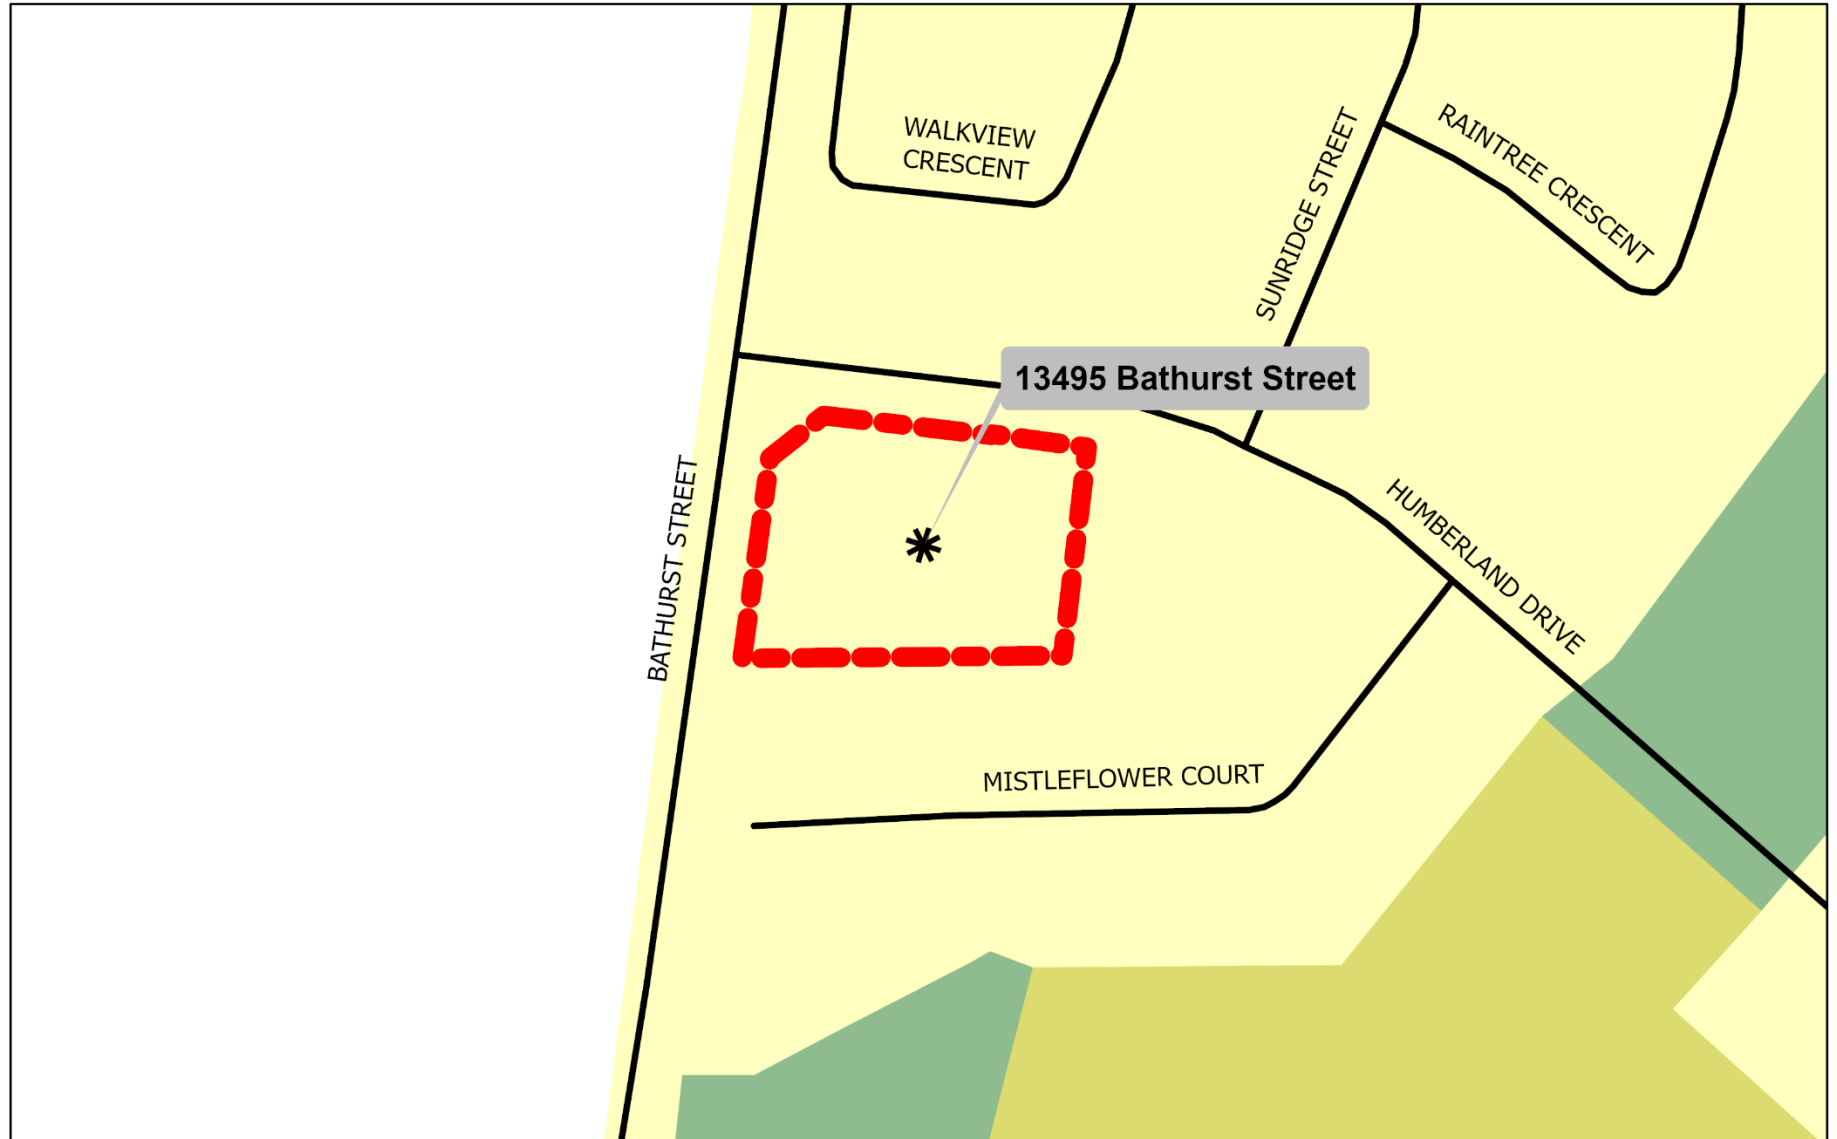 WALKVIEW
CRESCENT
SUNRIDGE STREET
RAINTREE CRESCENT
13495 Bathurst Street
BATHURST STREET
HUMBERLAND DRIVE
MISTLEFLOWER COURT